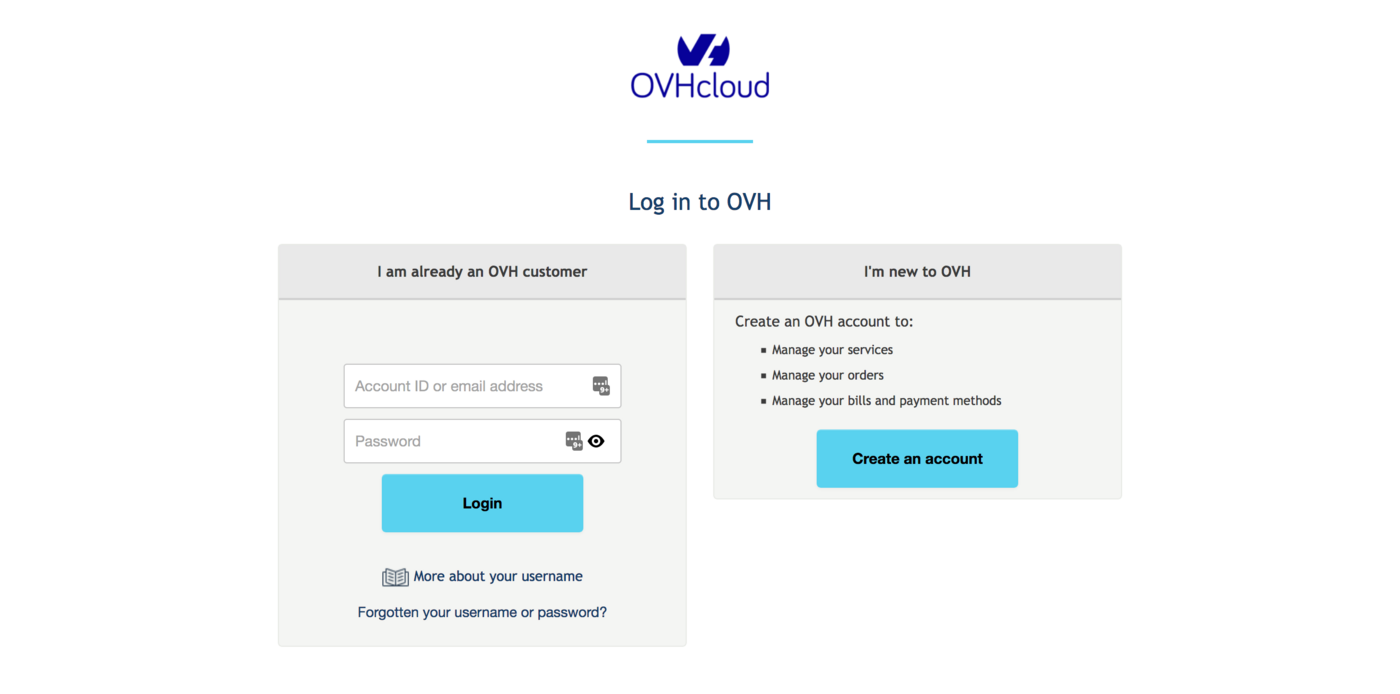 OVHcloud
Log in to OVH
I am already an OVH customer
Account ID or email address
Password
Login
More about your username
Forgotten your username or password?
I'm new to OVH
Create an OVH account to:
Manage your services
Manage your orders
Manage your bills and payment methods
Create an account